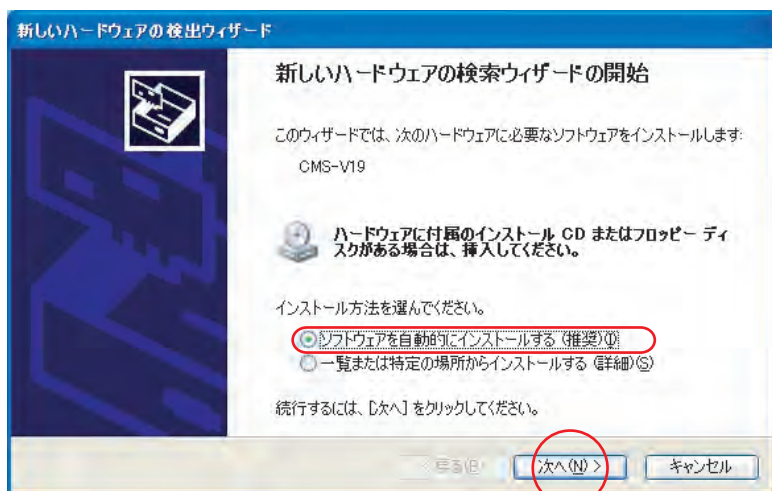 新しいハードウェアの検出ウィザード
新しいハードウェアの検索ウィザードの開始
このウィザードでは、次のハードウェアに必要なソフトウェアをインストールします:
CMS-V19
ハードウェアに付属のインストール CD またはフロッピー ディ
スクがある場合は、挿入してください。
インストール方法を選んでください。
ソフトウェアを自動的にインストールする (推奨)(I)
一覧または特定の場所からインストールする (詳細)(S)
続行するには、[次へ] をクリックしてください。
< 戻る(B) 次へ(N) > キャンセル